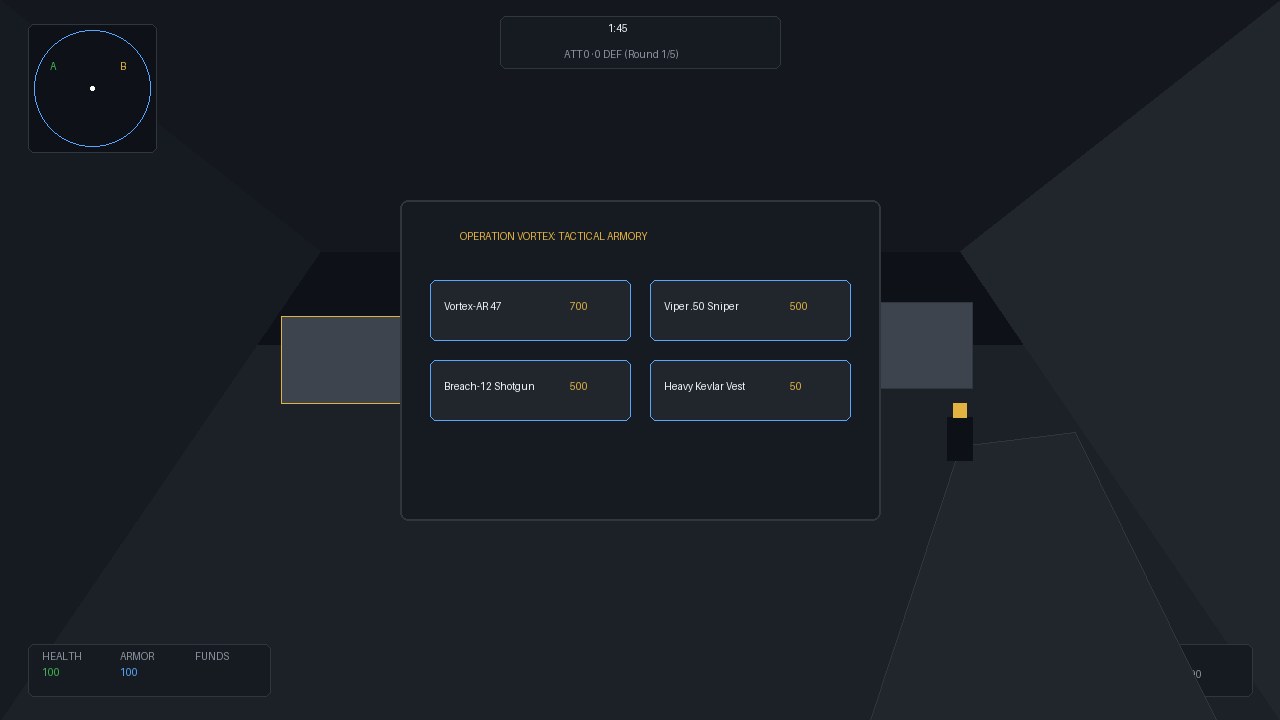 1:45
A B
ATT 0 · 0 DEF (Round 1/5)
OPERATION VORTEX: TACTICAL ARMORY
Vortex-AR 47 700
Viper .50 Sniper 500
Breach-12 Shotgun 500
Heavy Kevlar Vest 50
HEALTH ARMOR FUNDS
100 100